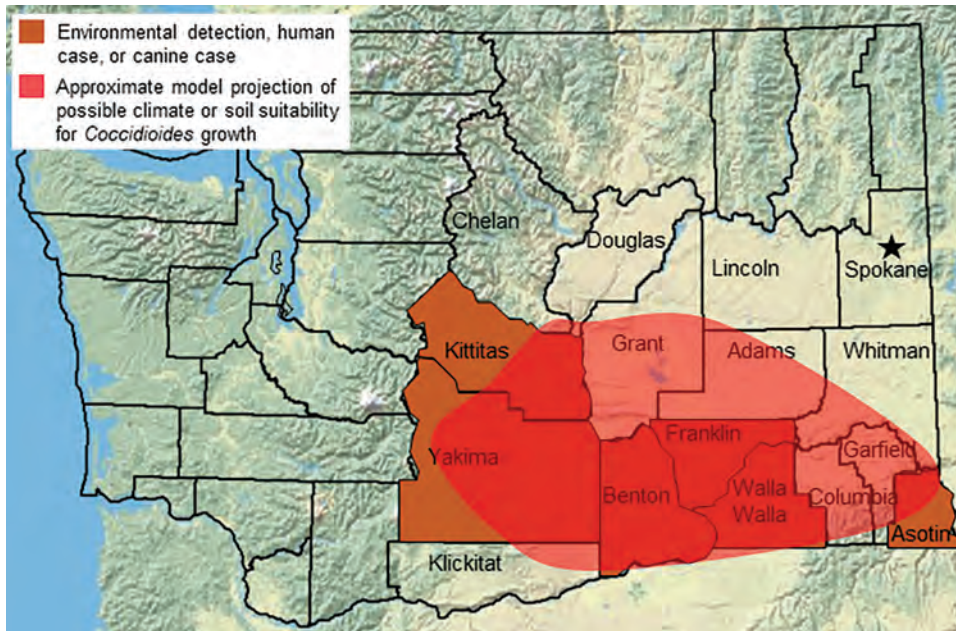 Environmental detection, human
case, or canine case
Approximate model projection of
possible climate or soil suitability
for Coccidioides growth
Chelan
Douglas
Lincoln
Spokane
Kittitas
Grant
Adams
Whitman
Yakima
Franklin
Garfield
Benton
Walla
Walla
Columbia
Asotin
Klickitat